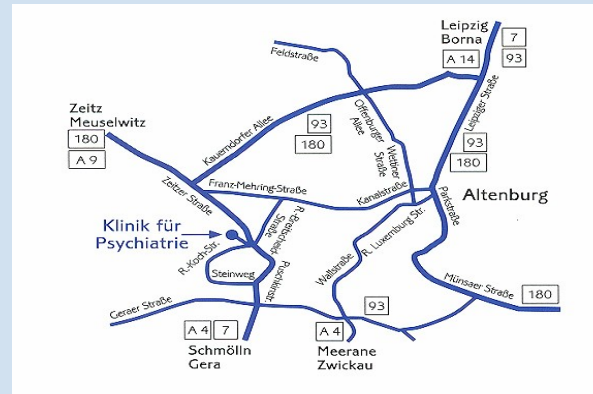 Leipzig
Borna
7
A 14
93
Feldstraße
Zeitz
Meuselwitz
180
A 9
Kauerndorfer Allee
93
180
Offenburger
Allee
Wettiner
Straße
Leipziger Straße
93
180
Zeitzer Straße
Franz-Mehring-Straße
Kanalstraße
Parkstraße
Altenburg
Klinik für
Psychiatrie
R.-Breitscheid-
Straße
R.-Koch-Str.
Steinweg
Puschkinstr.
Wallstraße
R. Luxemburg Str.
Münsaer Straße
180
Geraer Straße
93
A 4
7
Schmölln
Gera
A 4
Meerane
Zwickau